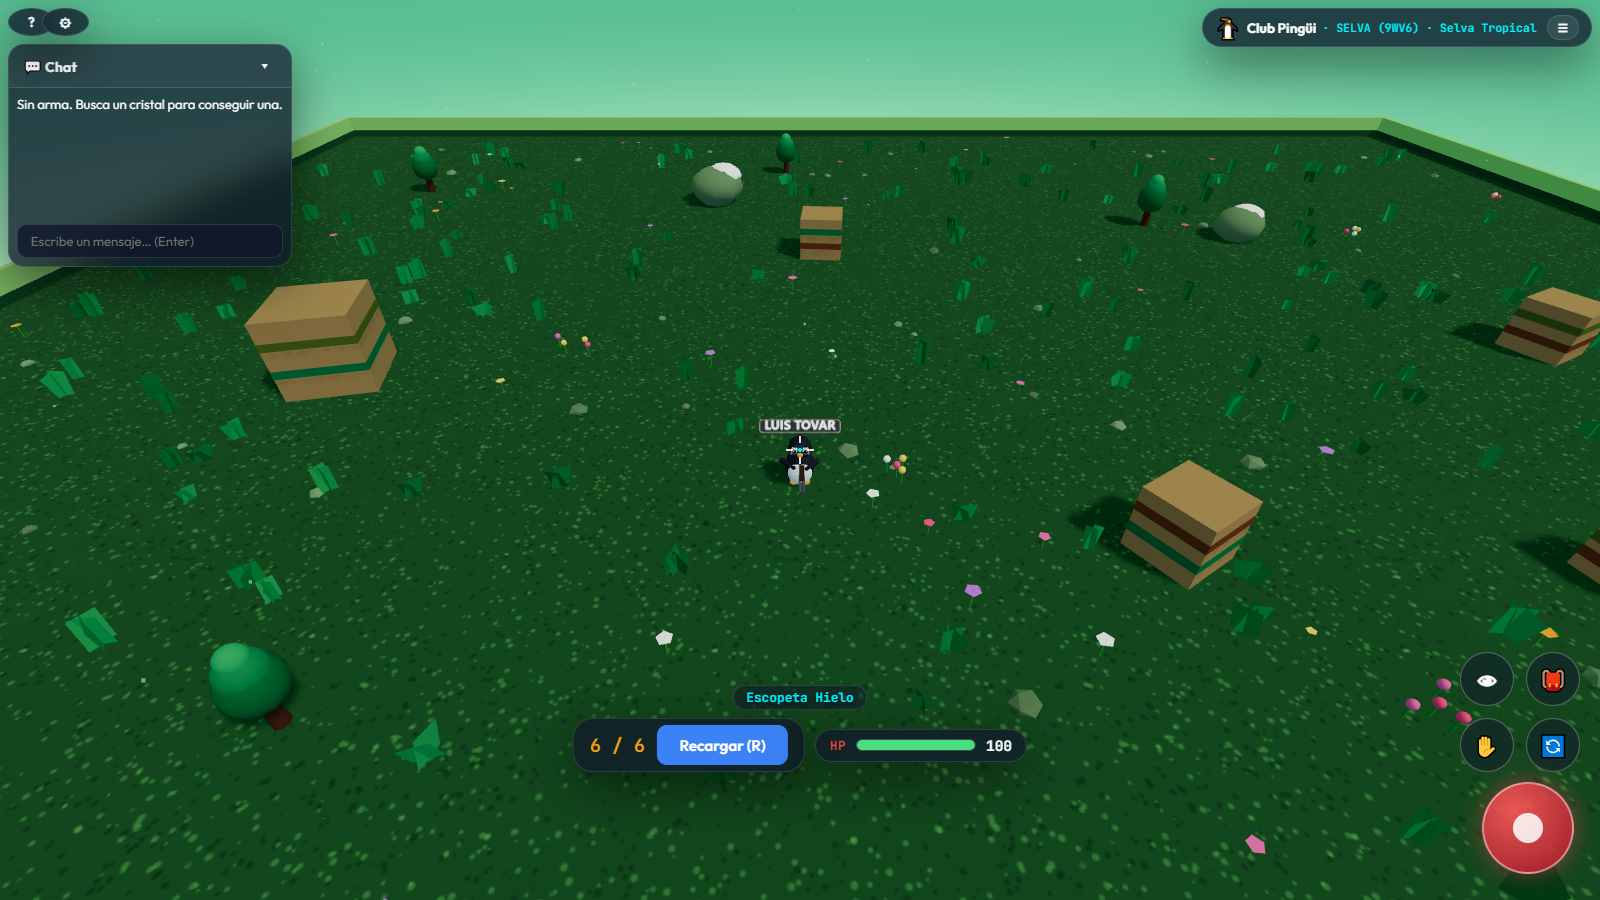 ?
Club Pingüi · SELVA (9WV6) · Selva Tropical
Chat
Sin arma. Busca un cristal para conseguir una.
Escribe un mensaje... (Enter)
LUIS TOVAR
Escopeta Hielo
6 / 6
Recargar (R)
HP
100